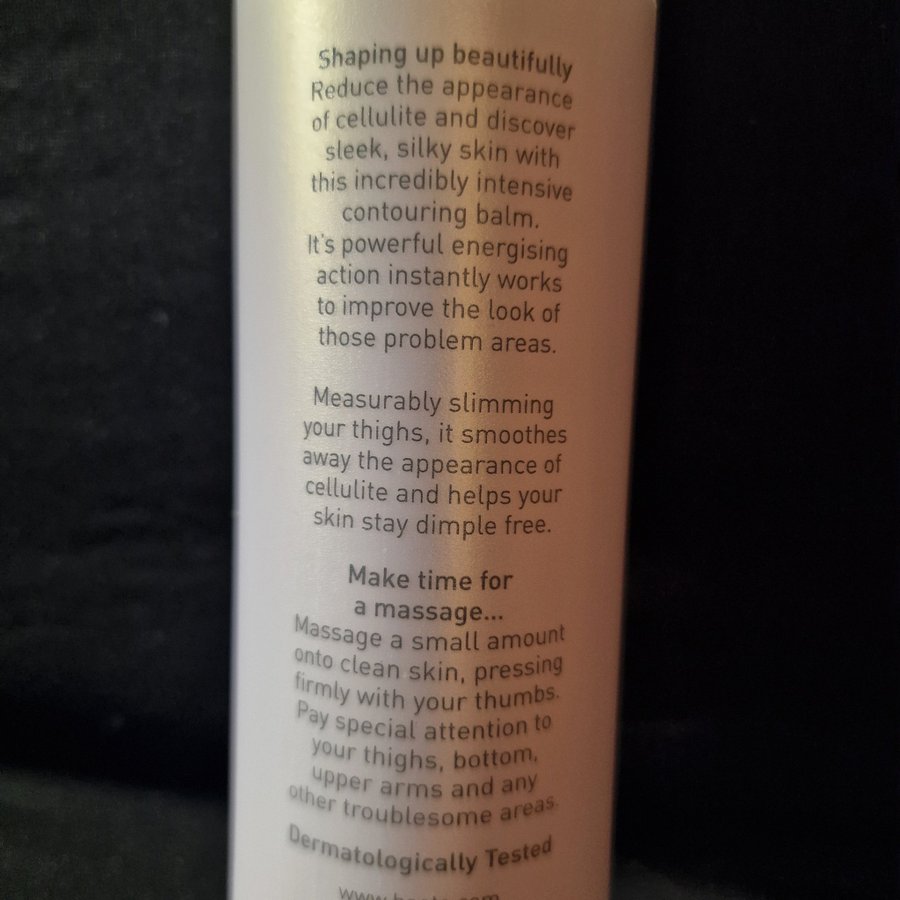 Shaping up beautifully
Reduce the appearance
of cellulite and discover
sleek, silky skin with
this incredibly intensive
contouring balm.
It's powerful energising
action instantly works
to improve the look of
those problem areas.
Measurably slimming
your thighs, it smoothes
away the appearance of
cellulite and helps your
skin stay dimple free.
Make time for
a massage...
Massage a small amount
onto clean skin, pressing
firmly with your thumbs.
Pay special attention to
your thighs, bottom,
upper arms and any
other troublesome areas.
Dermatologically Tested